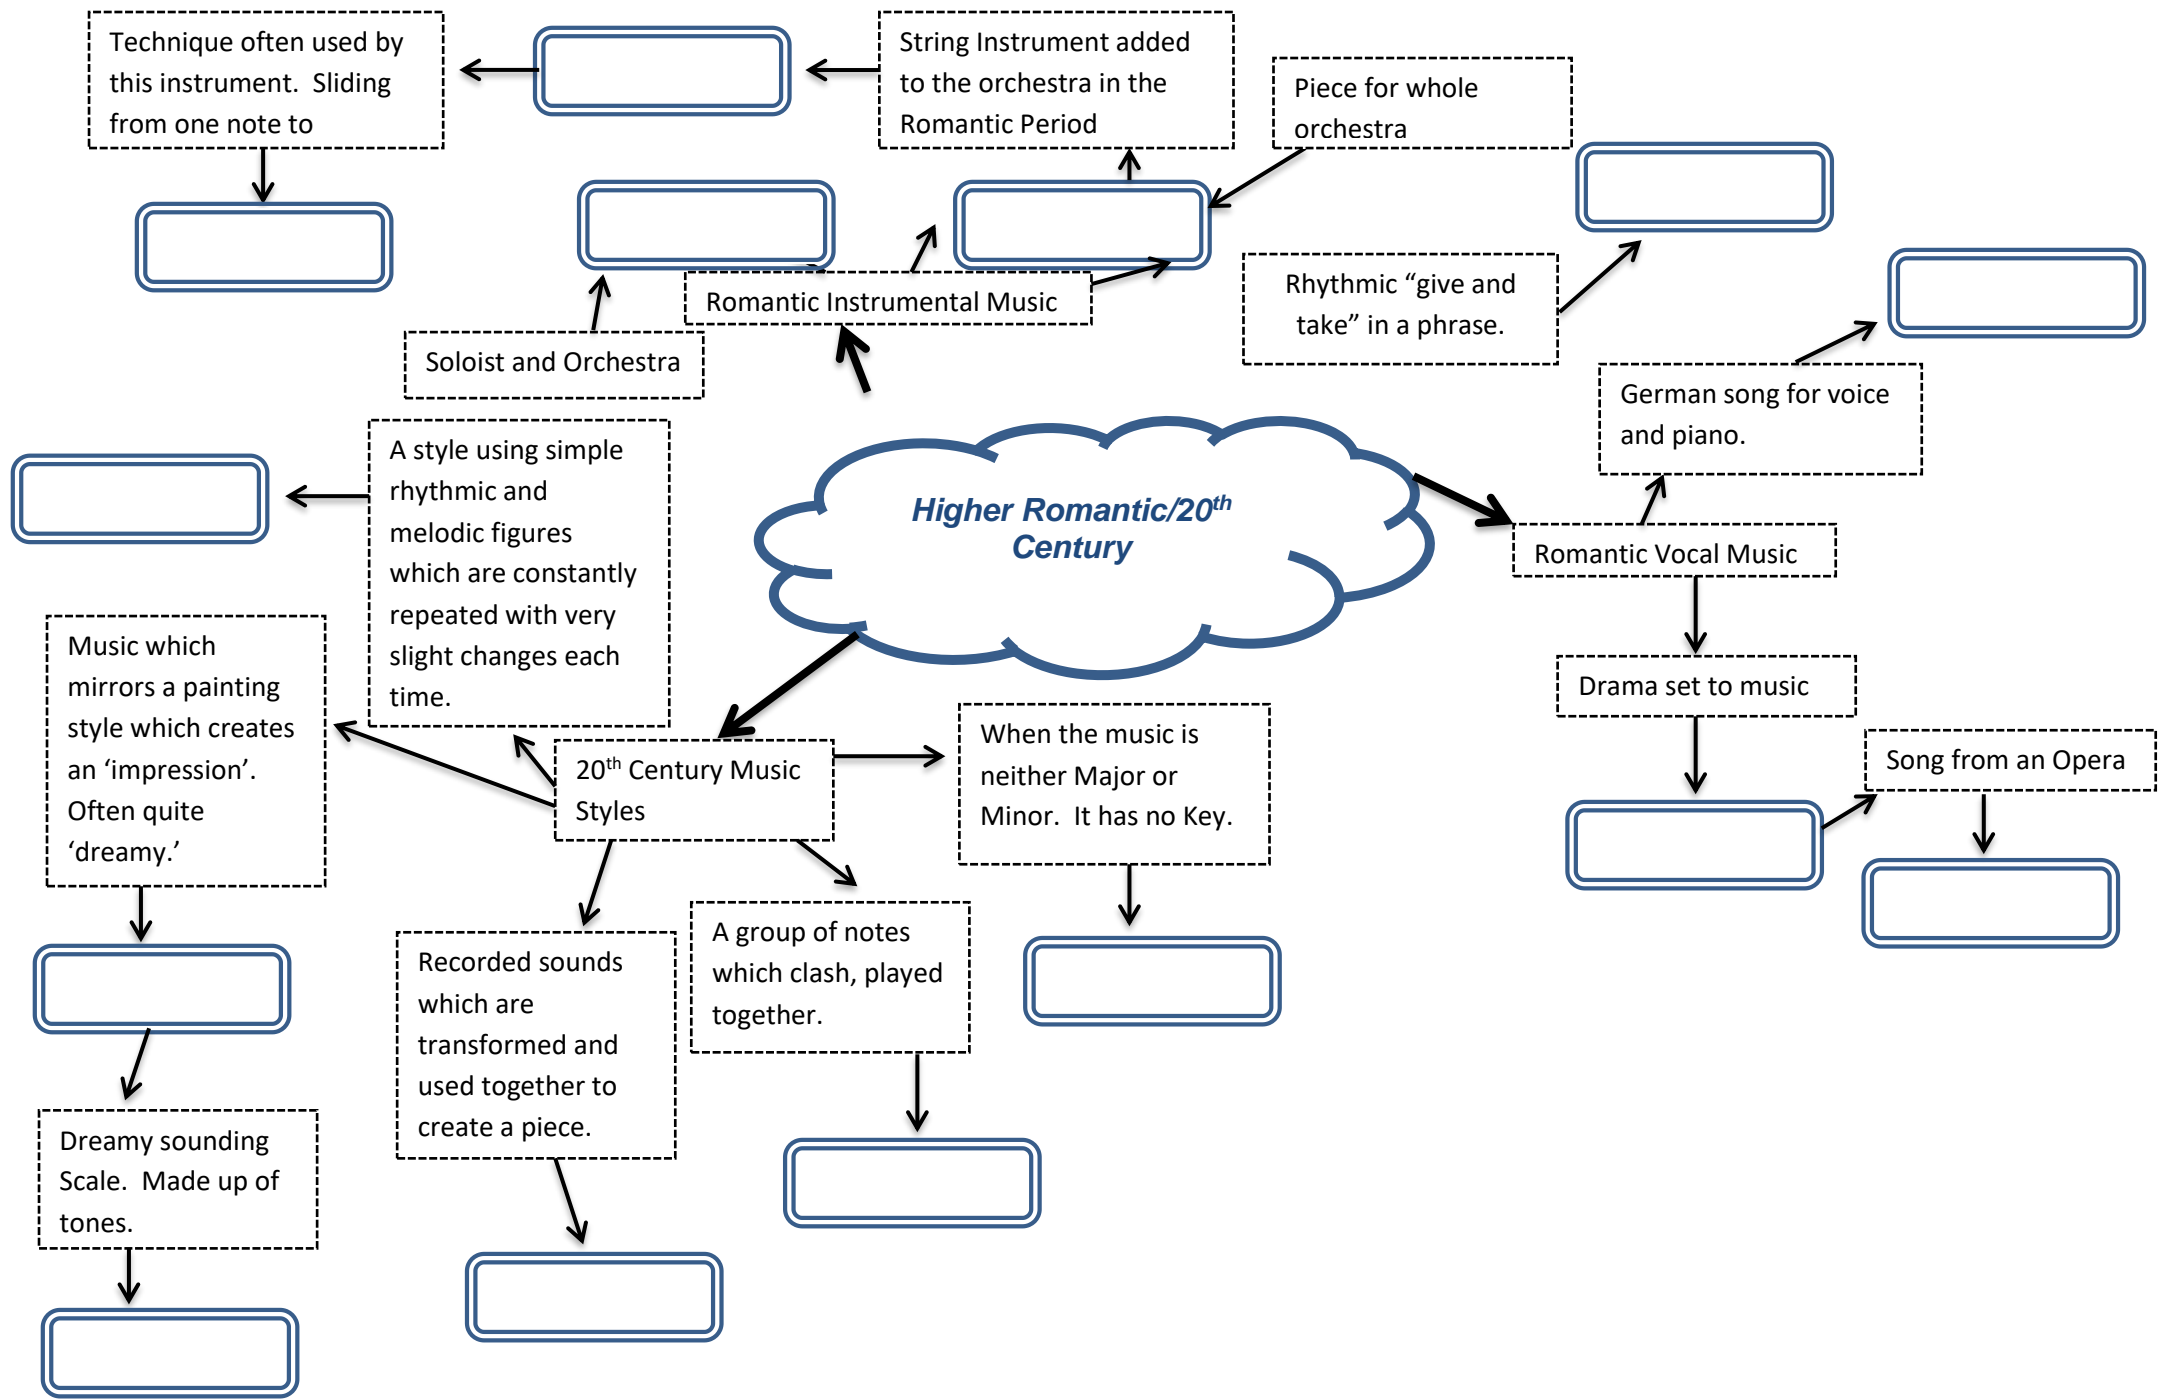 Technique often used by
this instrument.  Sliding
from one note to
String Instrument added
to the orchestra in the
Romantic Period
Piece for whole
orchestra
Romantic Instrumental Music
Rhythmic “give and
take” in a phrase.
Soloist and Orchestra
German song for voice
and piano.
A style using simple
rhythmic and
melodic figures
which are constantly
repeated with very
slight changes each
time.
Higher Romantic/20th
Century
Romantic Vocal Music
Music which
mirrors a painting
style which creates
an ‘impression’.
Often quite
‘dreamy.’
Drama set to music
20th Century Music
Styles
When the music is
neither Major or
Minor.  It has no Key.
Song from an Opera
Recorded sounds
which are
transformed and
used together to
create a piece.
A group of notes
which clash, played
together.
Dreamy sounding
Scale.  Made up of
tones.